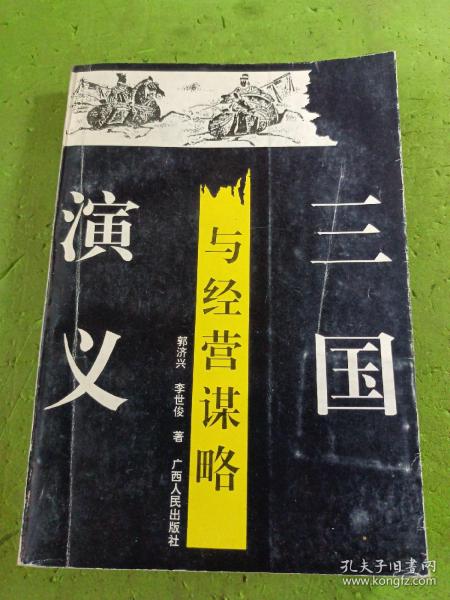 三国
演义
与经营谋略
郭济兴 李世俊 著 广西人民出版社
孔夫子旧书网
www.kongfz.com